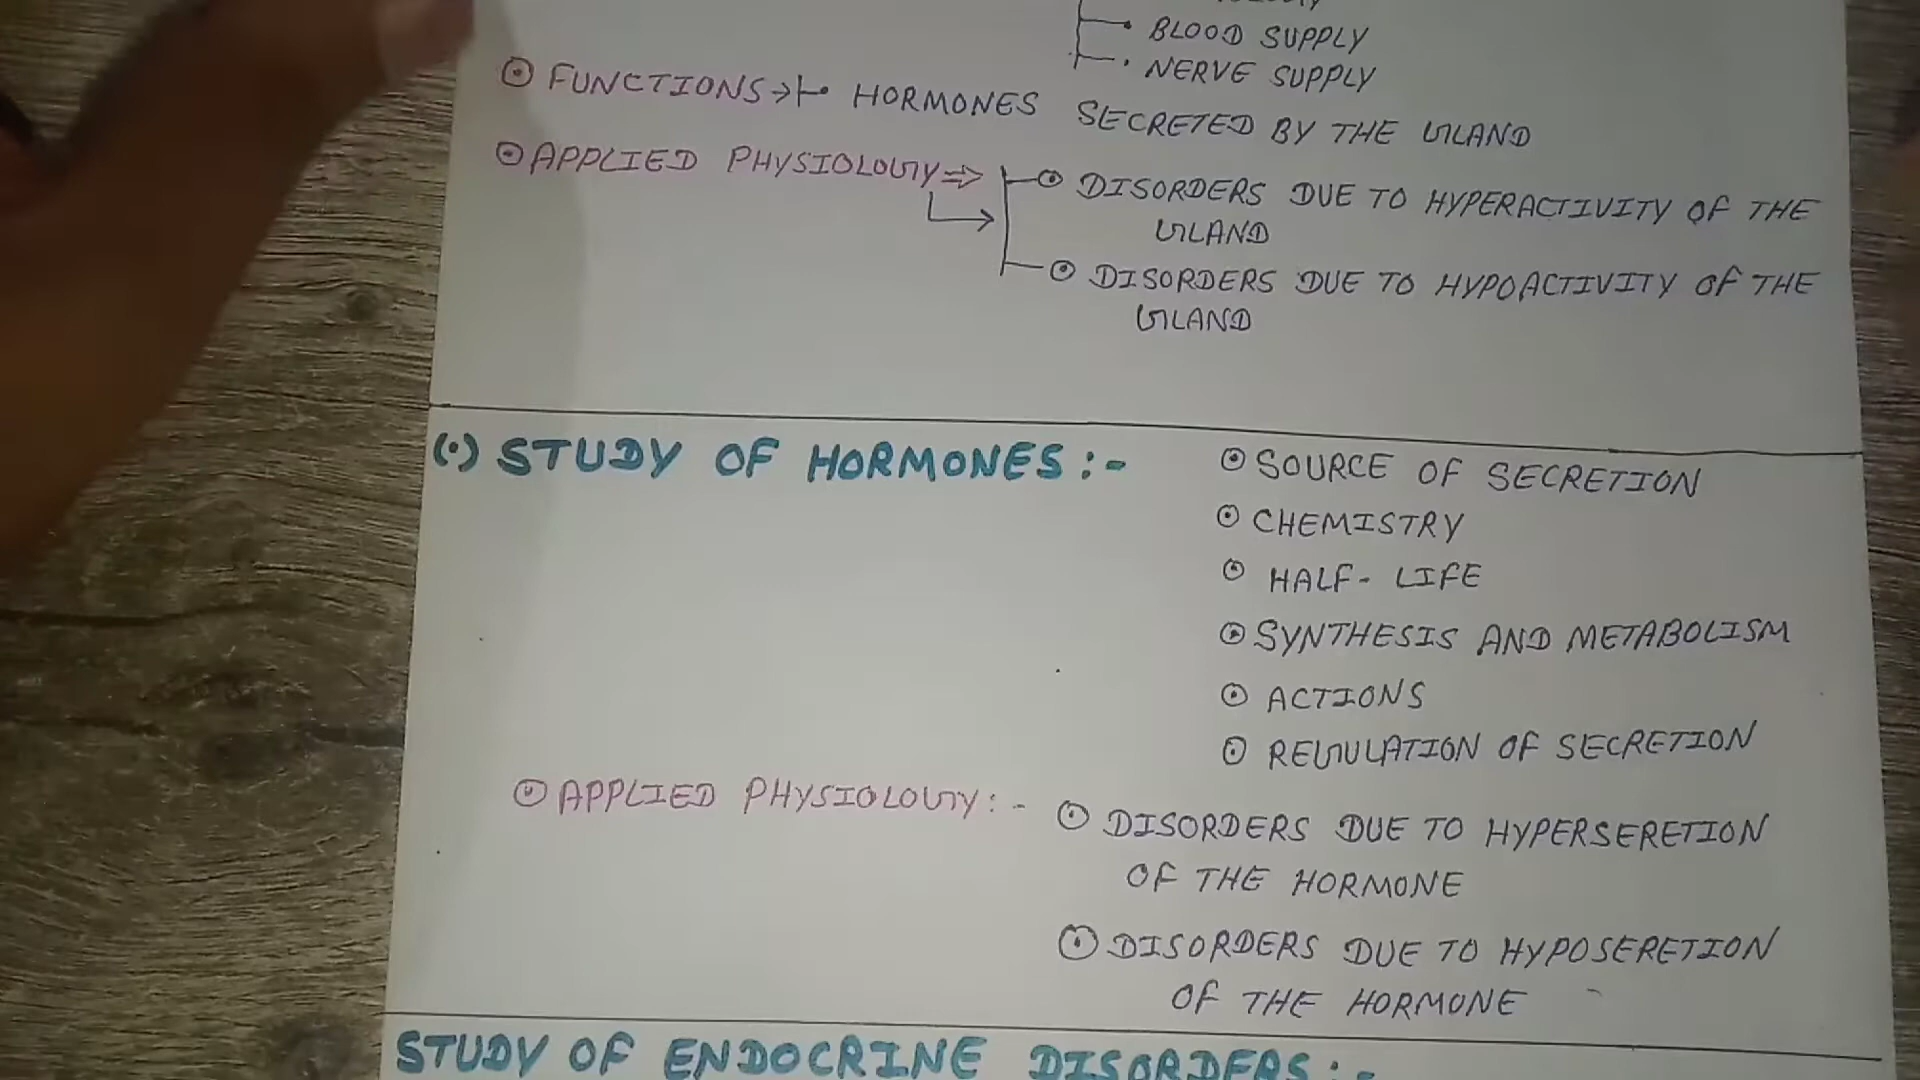 BLOOD SUPPLY
NERVE SUPPLY
FUNCTIONS → HORMONES SECRETED BY THE GLAND
APPLIED PHYSIOLOGY ⇒ DISORDERS DUE TO HYPERACTIVITY OF THE
GLAND
DISORDERS DUE TO HYPOACTIVITY OF THE
GLAND
(•) STUDY OF HORMONES :-
SOURCE OF SECRETION
CHEMISTRY
HALF- LIFE
SYNTHESIS AND METABOLISM
ACTIONS
REGULATION OF SECRETION
APPLIED PHYSIOLOGY :- DISORDERS DUE TO HYPERSERETION
OF THE HORMONE
DISORDERS DUE TO HYPOSERETION
OF THE HORMONE
STUDY OF ENDOCRINE DISORDERS :-